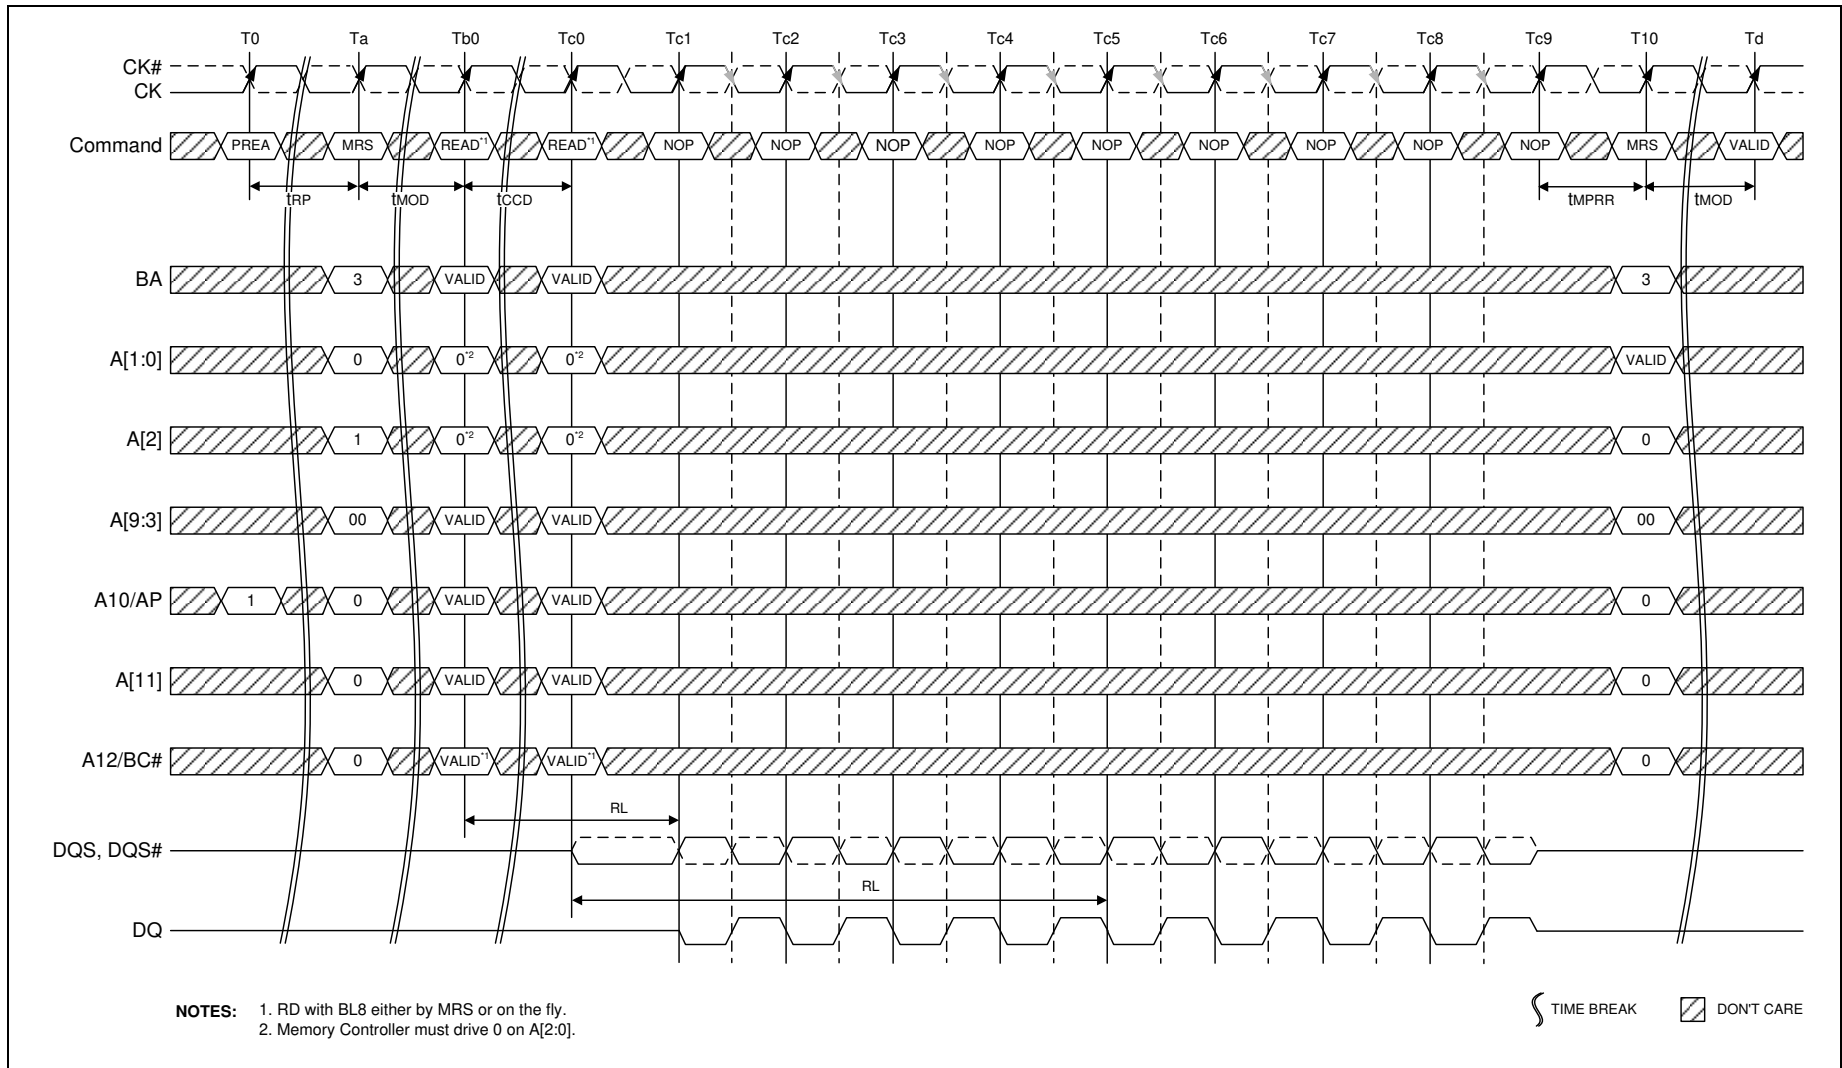 T0 Ta Tb0 Tc0 Tc1 Tc2 Tc3 Tc4 Tc5 Tc6 Tc7 Tc8 Tc9 T10 Td
CK#
CK
Command PREA MRS READ*1 READ*1 NOP NOP NOP NOP NOP NOP NOP NOP NOP MRS VALID
tRP tMOD tCCD tMPRR tMOD
BA 3 VALID VALID 3
A[1:0] 0 0*2 0*2 VALID
A[2] 1 0*2 0*2 0
A[9:3] 00 VALID VALID 00
A10/AP 1 0 VALID VALID 0
A[11] 0 VALID VALID 0
A12/BC# 0 VALID*1 VALID*1 0
RL
DQS, DQS#
RL
DQ
NOTES: 1. RD with BL8 either by MRS or on the fly.
2. Memory Controller must drive 0 on A[2:0].
TIME BREAK DON'T CARE